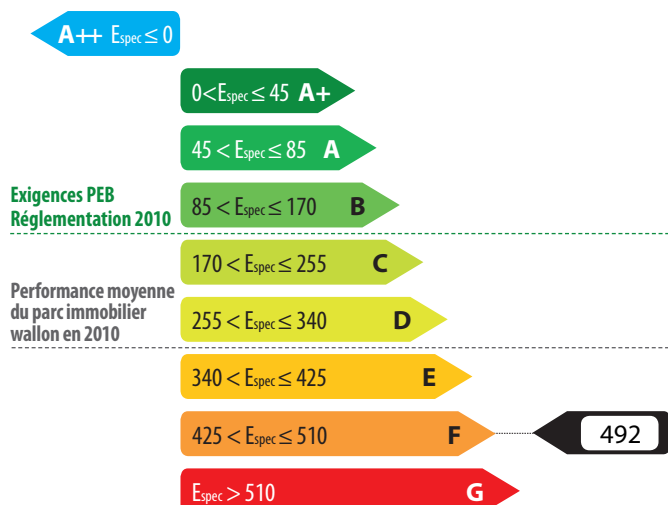 A++ Espec ≤ 0
0<Espec ≤ 45 A+
45 < Espec ≤ 85 A
Exigences PEB
Réglementation 2010
85 < Espec ≤ 170 B
170 < Espec ≤ 255 C
Performance moyenne
du parc immobilier
wallon en 2010
255 < Espec ≤ 340 D
340 < Espec ≤ 425 E
425 < Espec ≤ 510 F 492
Espec > 510 G